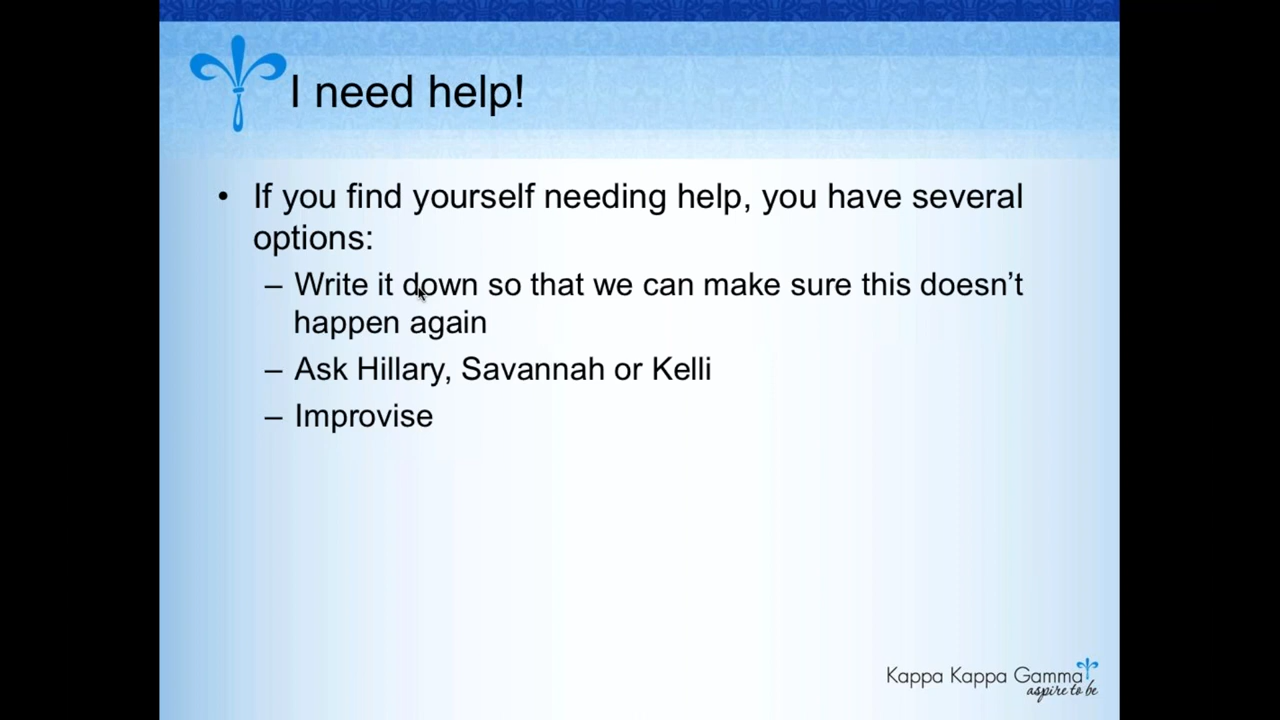 I need help!
• If you find yourself needing help, you have several
options:
– Write it down so that we can make sure this doesn’t
happen again
– Ask Hillary, Savannah or Kelli
– Improvise
Kappa Kappa Gamma
aspire to be